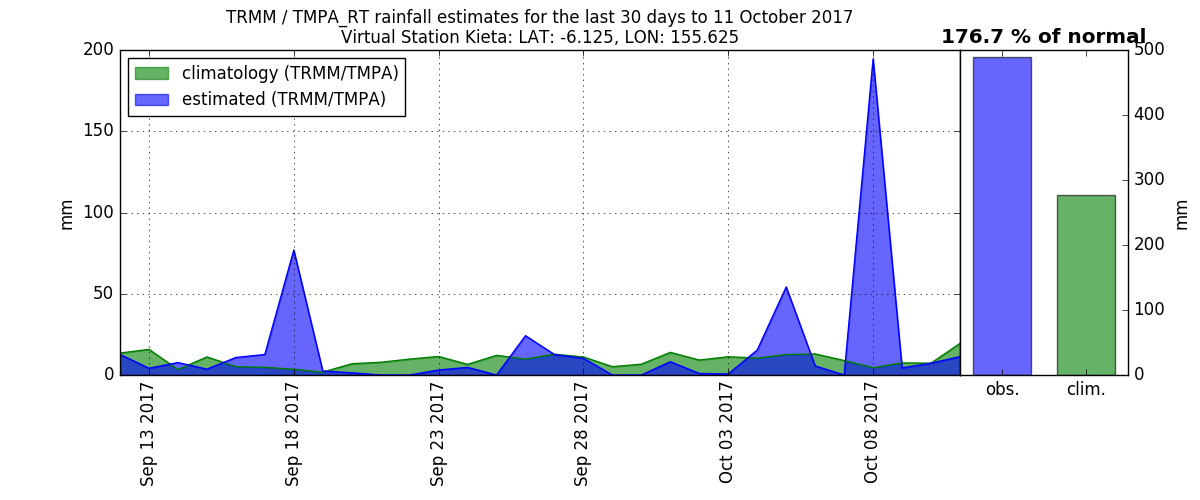 TRMM / TMPA_RT rainfall estimates for the last 30 days to 11 October 2017
Virtual Station Kieta: LAT: -6.125, LON: 155.625
176.7 % of normal
climatology (TRMM/TMPA)
estimated (TRMM/TMPA)
200
150
100
50
0
mm
Sep 13 2017
Sep 18 2017
Sep 23 2017
Sep 28 2017
Oct 03 2017
Oct 08 2017
500
400
300
200
100
0
mm
obs.
clim.